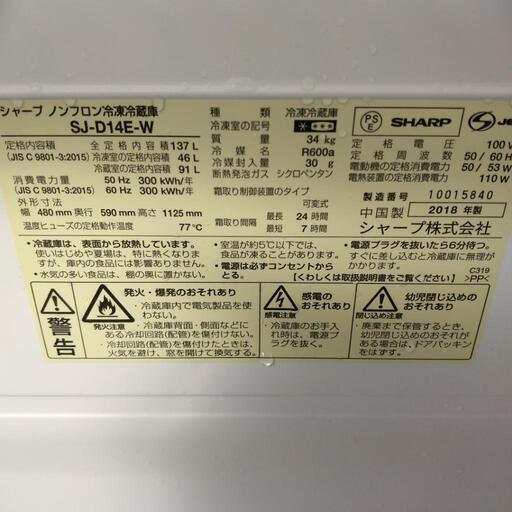 シャープ ノンフロン冷凍冷蔵庫
SJ-D14E-W
定格内容積 全定格内容積 137 L
(JIS C 9801-3:2015) 冷凍室の定格内容積 46 L
冷蔵室の定格内容積 91 L
消費電力量 50 Hz 300 kWh/年
(JIS C 9801-3:2015) 60 Hz 300 kWh/年
外形寸法
幅 480 mm 奥行 590 mm 高さ 1125 mm
温度ヒューズの定格動作温度 77℃
種類 冷凍冷蔵庫
冷凍室の記号
質量 34 kg
冷媒 R600a
冷媒封入量 30 g
断熱発泡ガス シクロペンタン
霜取り制御装置のタイプ
可変式
霜取り間隔 最長 24 時間
最短 7 時間
PS
E
SHARP
定格電圧 100 V
定格周波数 50 / 60 H
電動機の定格消費電力 50 / 53 W
電熱装置の定格消費電力 110 W
製造番号 10015840
中国製 2018 年製
シャープ株式会社
•冷蔵庫は、表面から放熱しています。
使いはじめや夏場は、特に熱くなりま
すが、庫内の食品に影響はありません。
•水気の多い食品は、棚の奥に置かない。
•室温が約5℃以下では、
食品が凍ることがあります。
•電源は必ずコンセントから
とる。
•電源プラグを抜いたら6分待つ。
すぐに差し込むと冷蔵庫に無理が
かかります。
【くわしくは取扱説明書をご覧ください】
C319
>PP<
警告
発火・爆発のおそれあり
•冷蔵庫内で電気製品を使
わない。
•冷蔵庫背面・側面などに
ある冷却回路(配管)を傷付けない。
•冷却回路(配管)を傷付けたときは、
火気を避け、窓を開けて換気する。
感電注意
感電の
おそれあり
•冷蔵庫のお手入
れ時は、電源プ
ラグを抜く。
閉じ込め注意
幼児閉じ込めの
おそれあり
•廃棄まで保管するとき
などで、幼児閉じ込めが
ある場合は、ドアパッキン
をはずす。